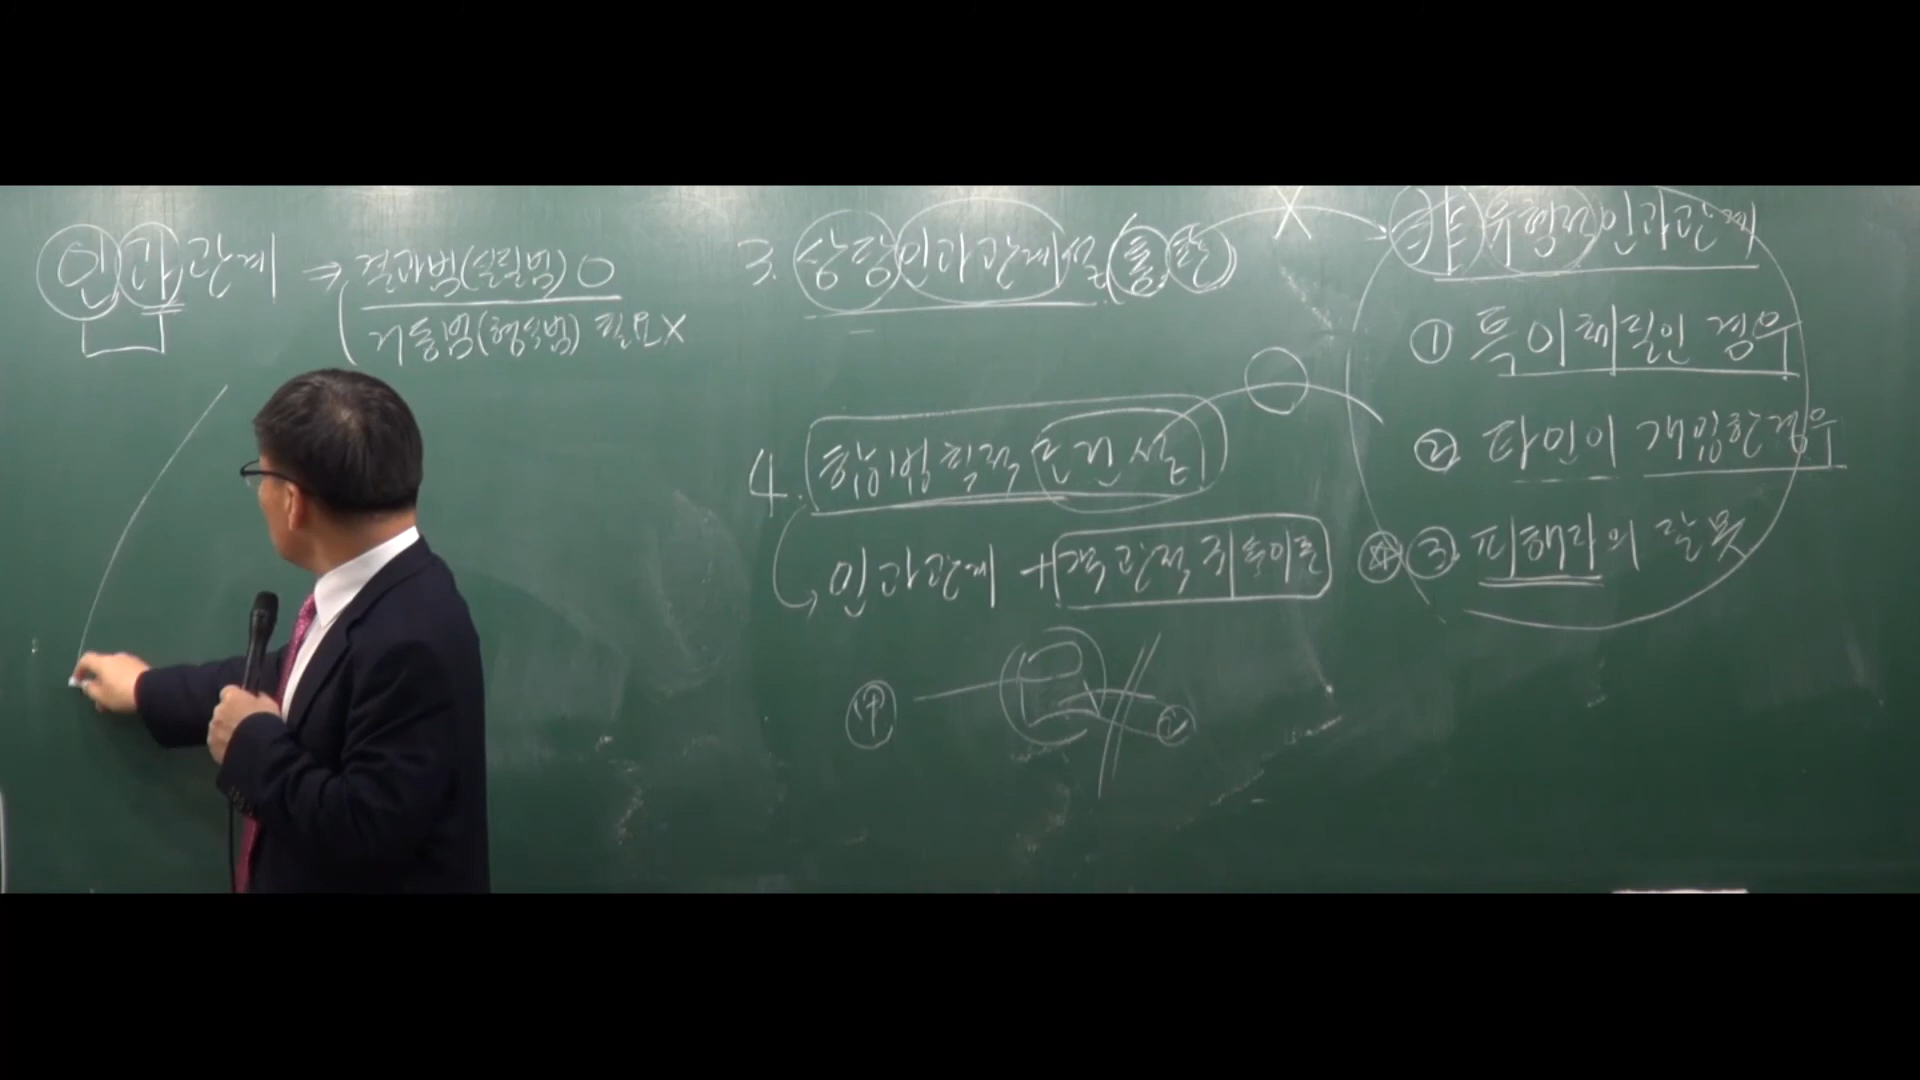 인과관계 ⇒ 결과범(실질범) O
거동범(형식범) 필요X
3. 상당인과관계설 (통, 판)
4. 합법칙적 조건설
인과관계 + 객관적 귀속이론
비유형적 인과관계
① 특이체질인 경우
② 타인이 개입한 경우
③ 피해자의 잘못